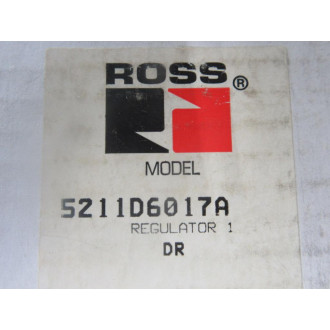 ROSS
®
MODEL
5211D6017A
REGULATOR 1
DR